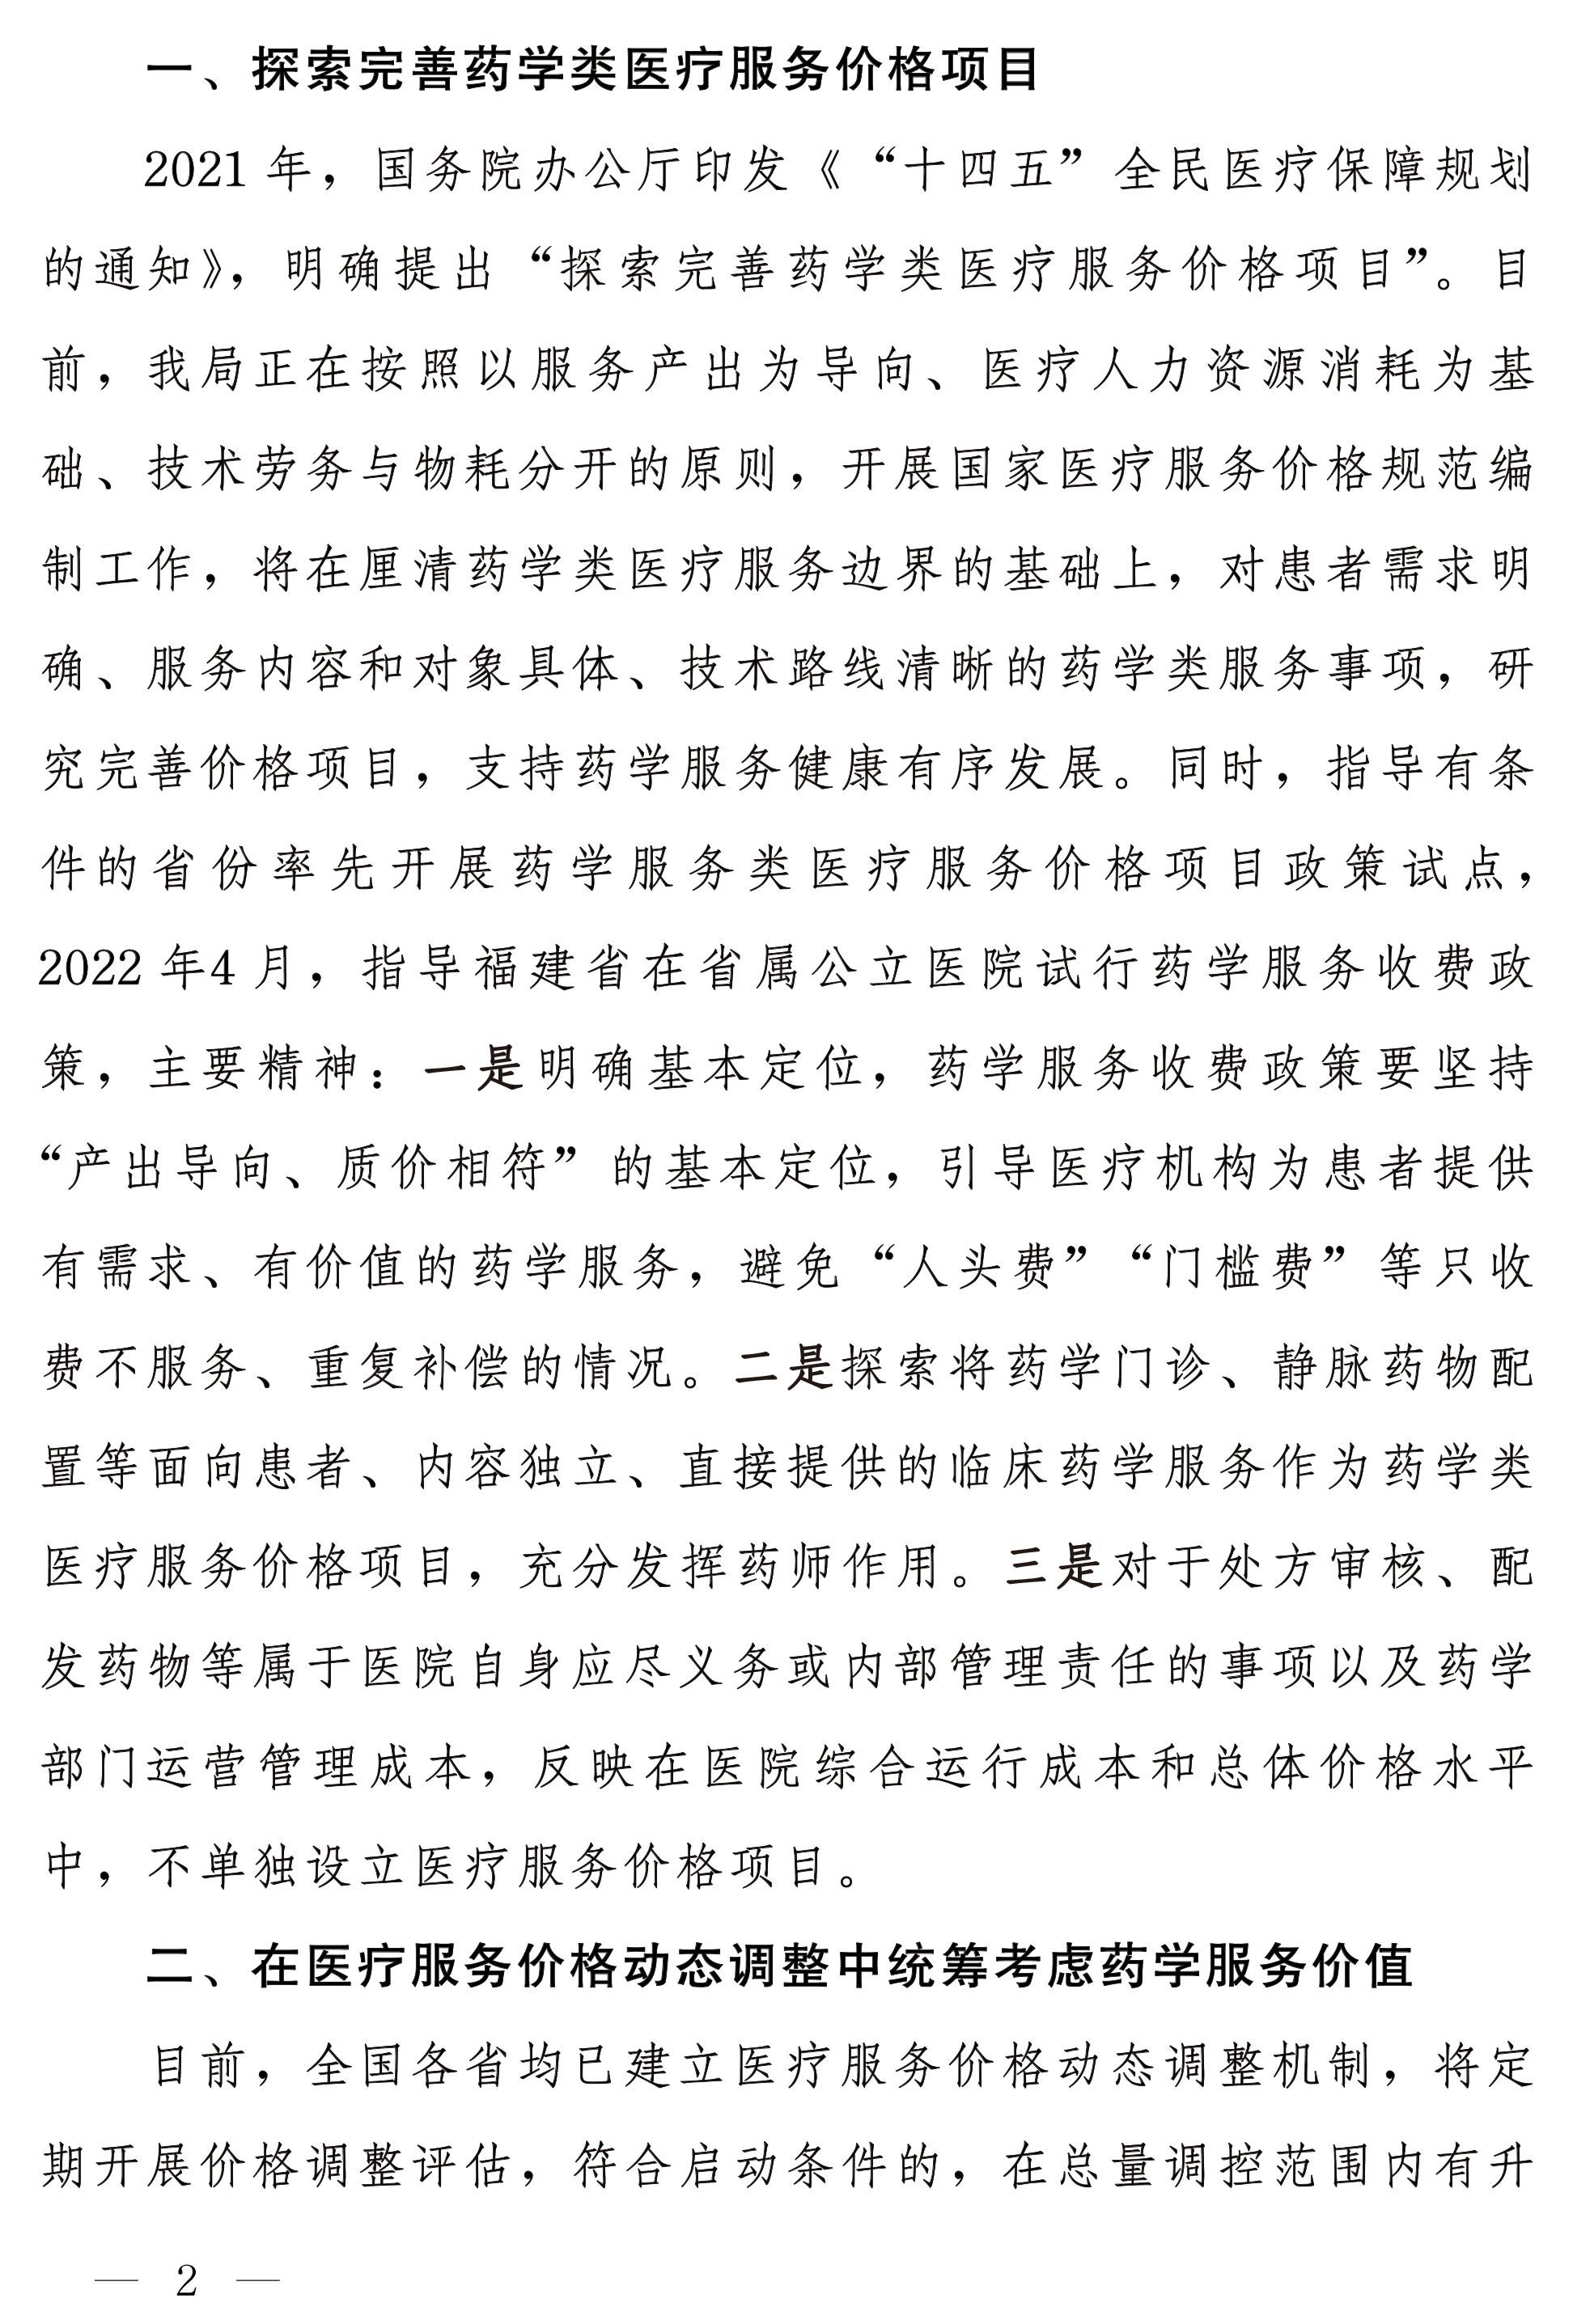 一、探索完善药学类医疗服务价格项目
2021 年，国务院办公厅印发《“十四五”全民医疗保障规划
的通知》，明确提出“探索完善药学类医疗服务价格项目”。目
前，我局正在按照以服务产出为导向、医疗人力资源消耗为基
础、技术劳务与物耗分开的原则，开展国家医疗服务价格规范编
制工作，将在厘清药学类医疗服务边界的基础上，对患者需求明
确、服务内容和对象具体、技术路线清晰的药学类服务事项，研
究完善价格项目，支持药学服务健康有序发展。同时，指导有条
件的省份率先开展药学服务类医疗服务价格项目政策试点，
2022 年4 月，指导福建省在省属公立医院试行药学服务收费政
策，主要精神：一是明确基本定位，药学服务收费政策要坚持
“产出导向、质价相符”的基本定位，引导医疗机构为患者提供
有需求、有价值的药学服务，避免“人头费”“门槛费”等只收
费不服务、重复补偿的情况。二是探索将药学门诊、静脉药物配
置等面向患者、内容独立、直接提供的临床药学服务作为药学类
医疗服务价格项目，充分发挥药师作用。三是对于处方审核、配
发药物等属于医院自身应尽义务或内部管理责任的事项以及药学
部门运营管理成本，反映在医院综合运行成本和总体价格水平
中，不单独设立医疗服务价格项目。
二、在医疗服务价格动态调整中统筹考虑药学服务价值
目前，全国各省均已建立医疗服务价格动态调整机制，将定
期开展价格调整评估，符合启动条件的，在总量调控范围内有升
— 2 —